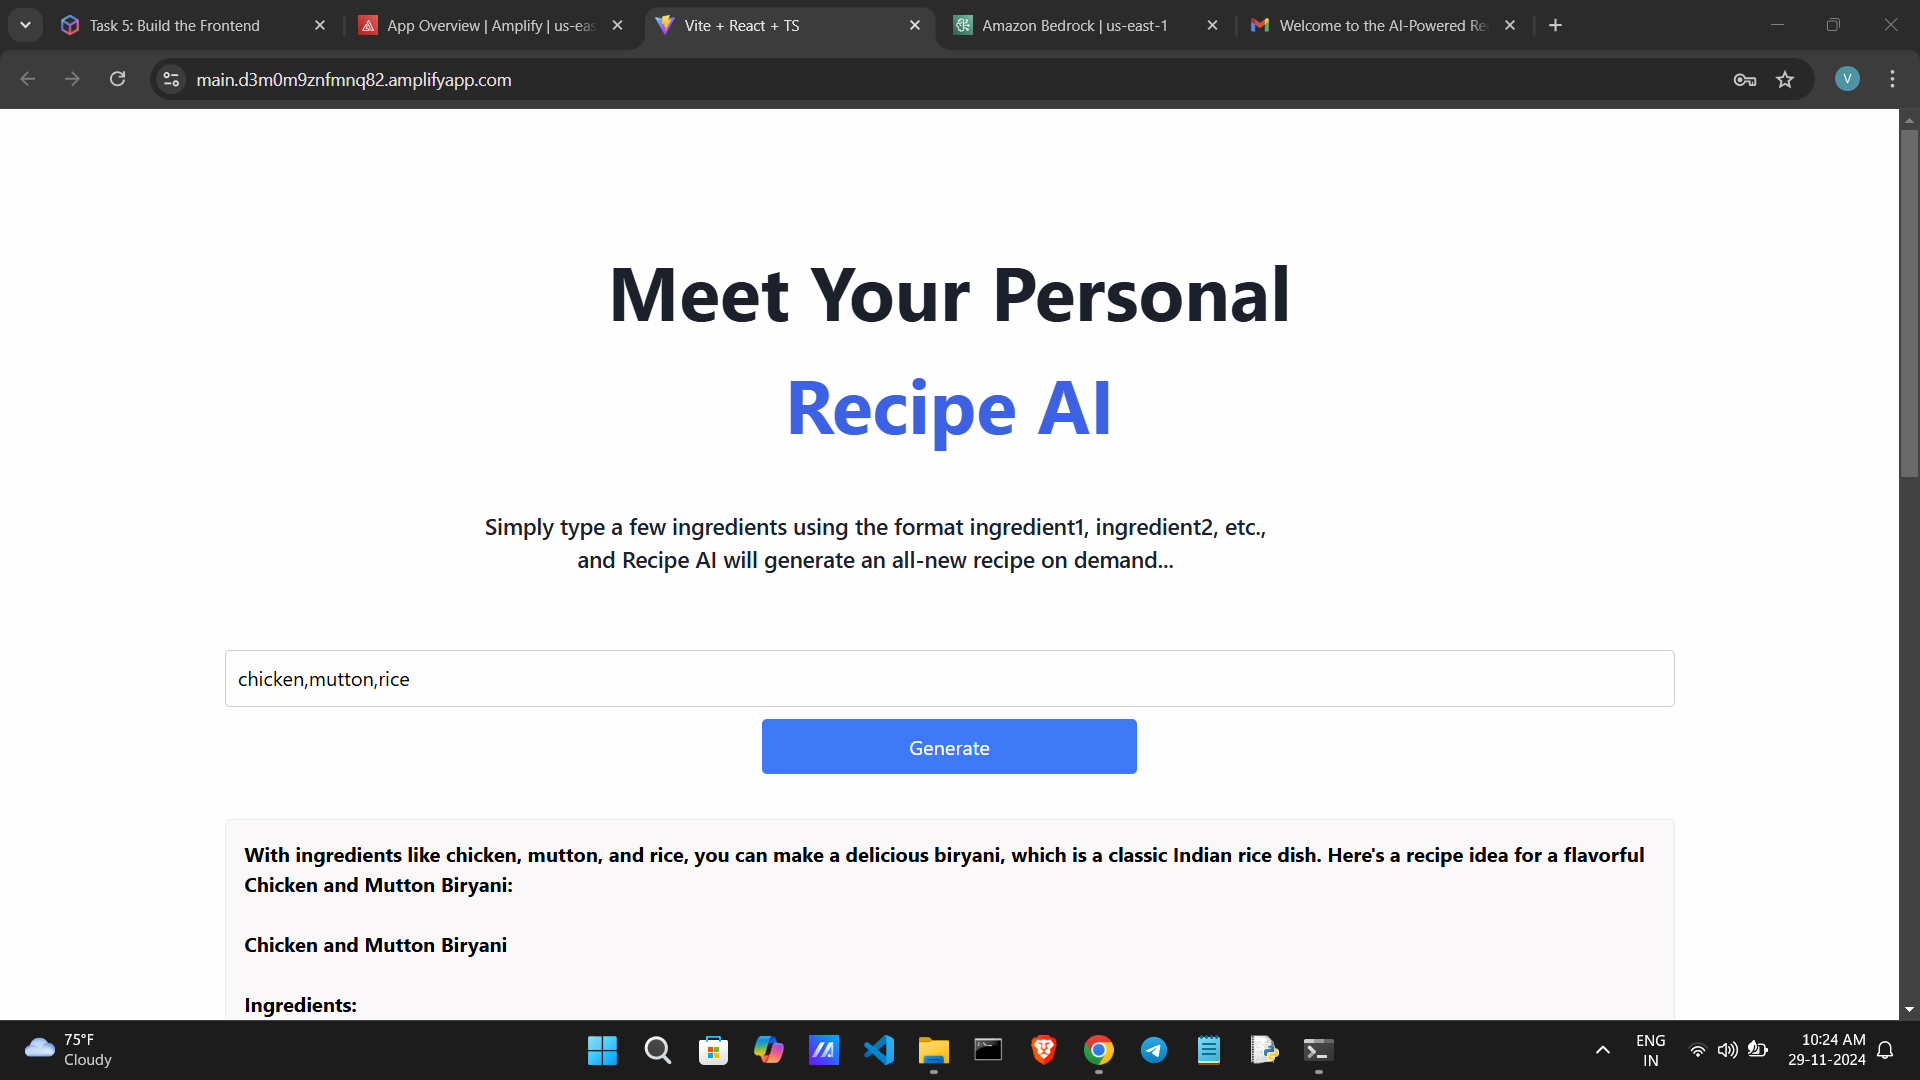 Task 5: Build the Frontend
App Overview | Amplify | us-eas
Vite + React + TS
Amazon Bedrock | us-east-1
Welcome to the AI-Powered Re
main.d3m0m9znfmnq82.amplifyapp.com
V
Meet Your Personal
Recipe AI
Simply type a few ingredients using the format ingredient1, ingredient2, etc.,
and Recipe AI will generate an all-new recipe on demand...
chicken,mutton,rice
Generate
With ingredients like chicken, mutton, and rice, you can make a delicious biryani, which is a classic Indian rice dish. Here's a recipe idea for a flavorful
Chicken and Mutton Biryani:
Chicken and Mutton Biryani
Ingredients:
75°F
Cloudy
ENG
IN
10:24 AM
29-11-2024